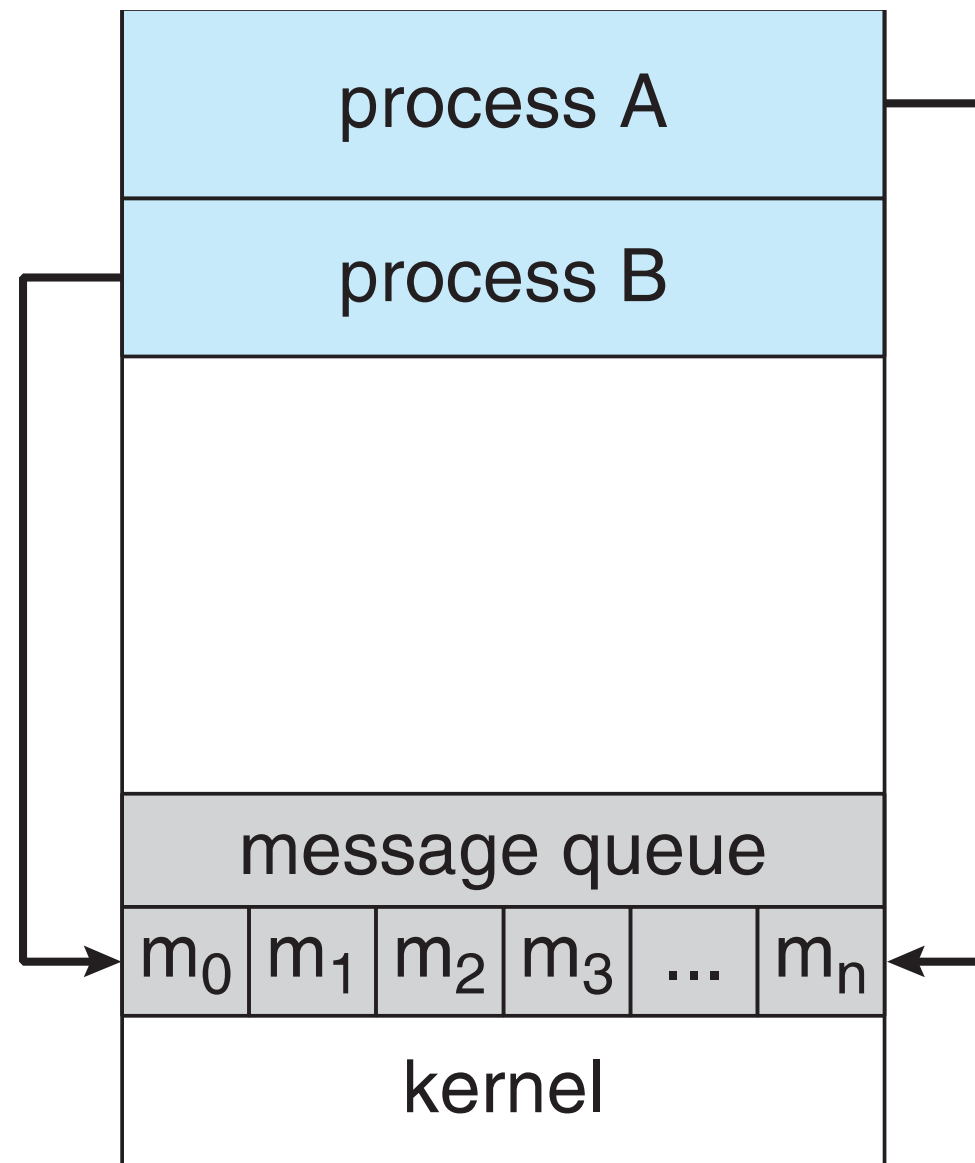 process A
process B
message queue
m₀ m₁ m₂ m₃ ... mₙ
kernel